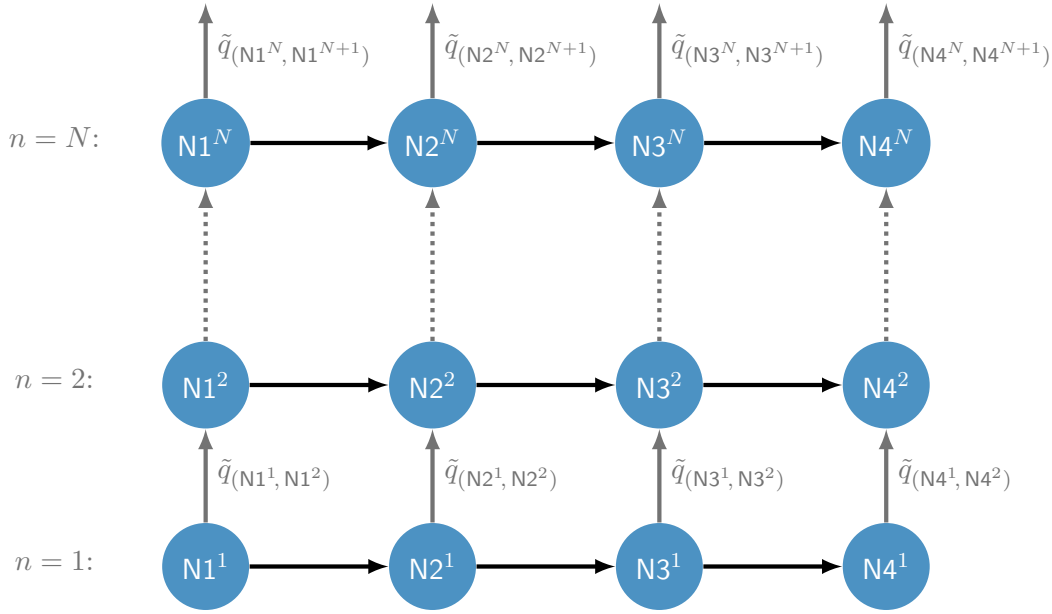 q̃_(N1^N, N1^{N+1}) q̃_(N2^N, N2^{N+1}) q̃_(N3^N, N3^{N+1}) q̃_(N4^N, N4^{N+1})
n = N: N1^N N2^N N3^N N4^N
n = 2: N1^2 N2^2 N3^2 N4^2
q̃_(N1^1, N1^2) q̃_(N2^1, N2^2) q̃_(N3^1, N3^2) q̃_(N4^1, N4^2)
n = 1: N1^1 N2^1 N3^1 N4^1